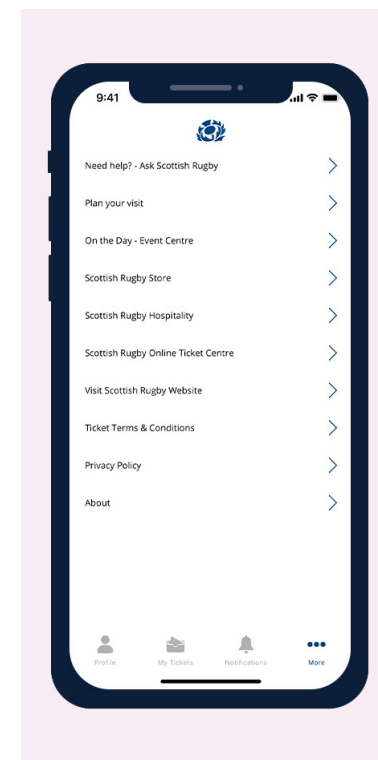 9:41
Need help? - Ask Scottish Rugby
Plan your visit
On the Day - Event Centre
Scottish Rugby Store
Scottish Rugby Hospitality
Scottish Rugby Online Ticket Centre
Visit Scottish Rugby Website
Ticket Terms & Conditions
Privacy Policy
About
Profile My Tickets Notifications More